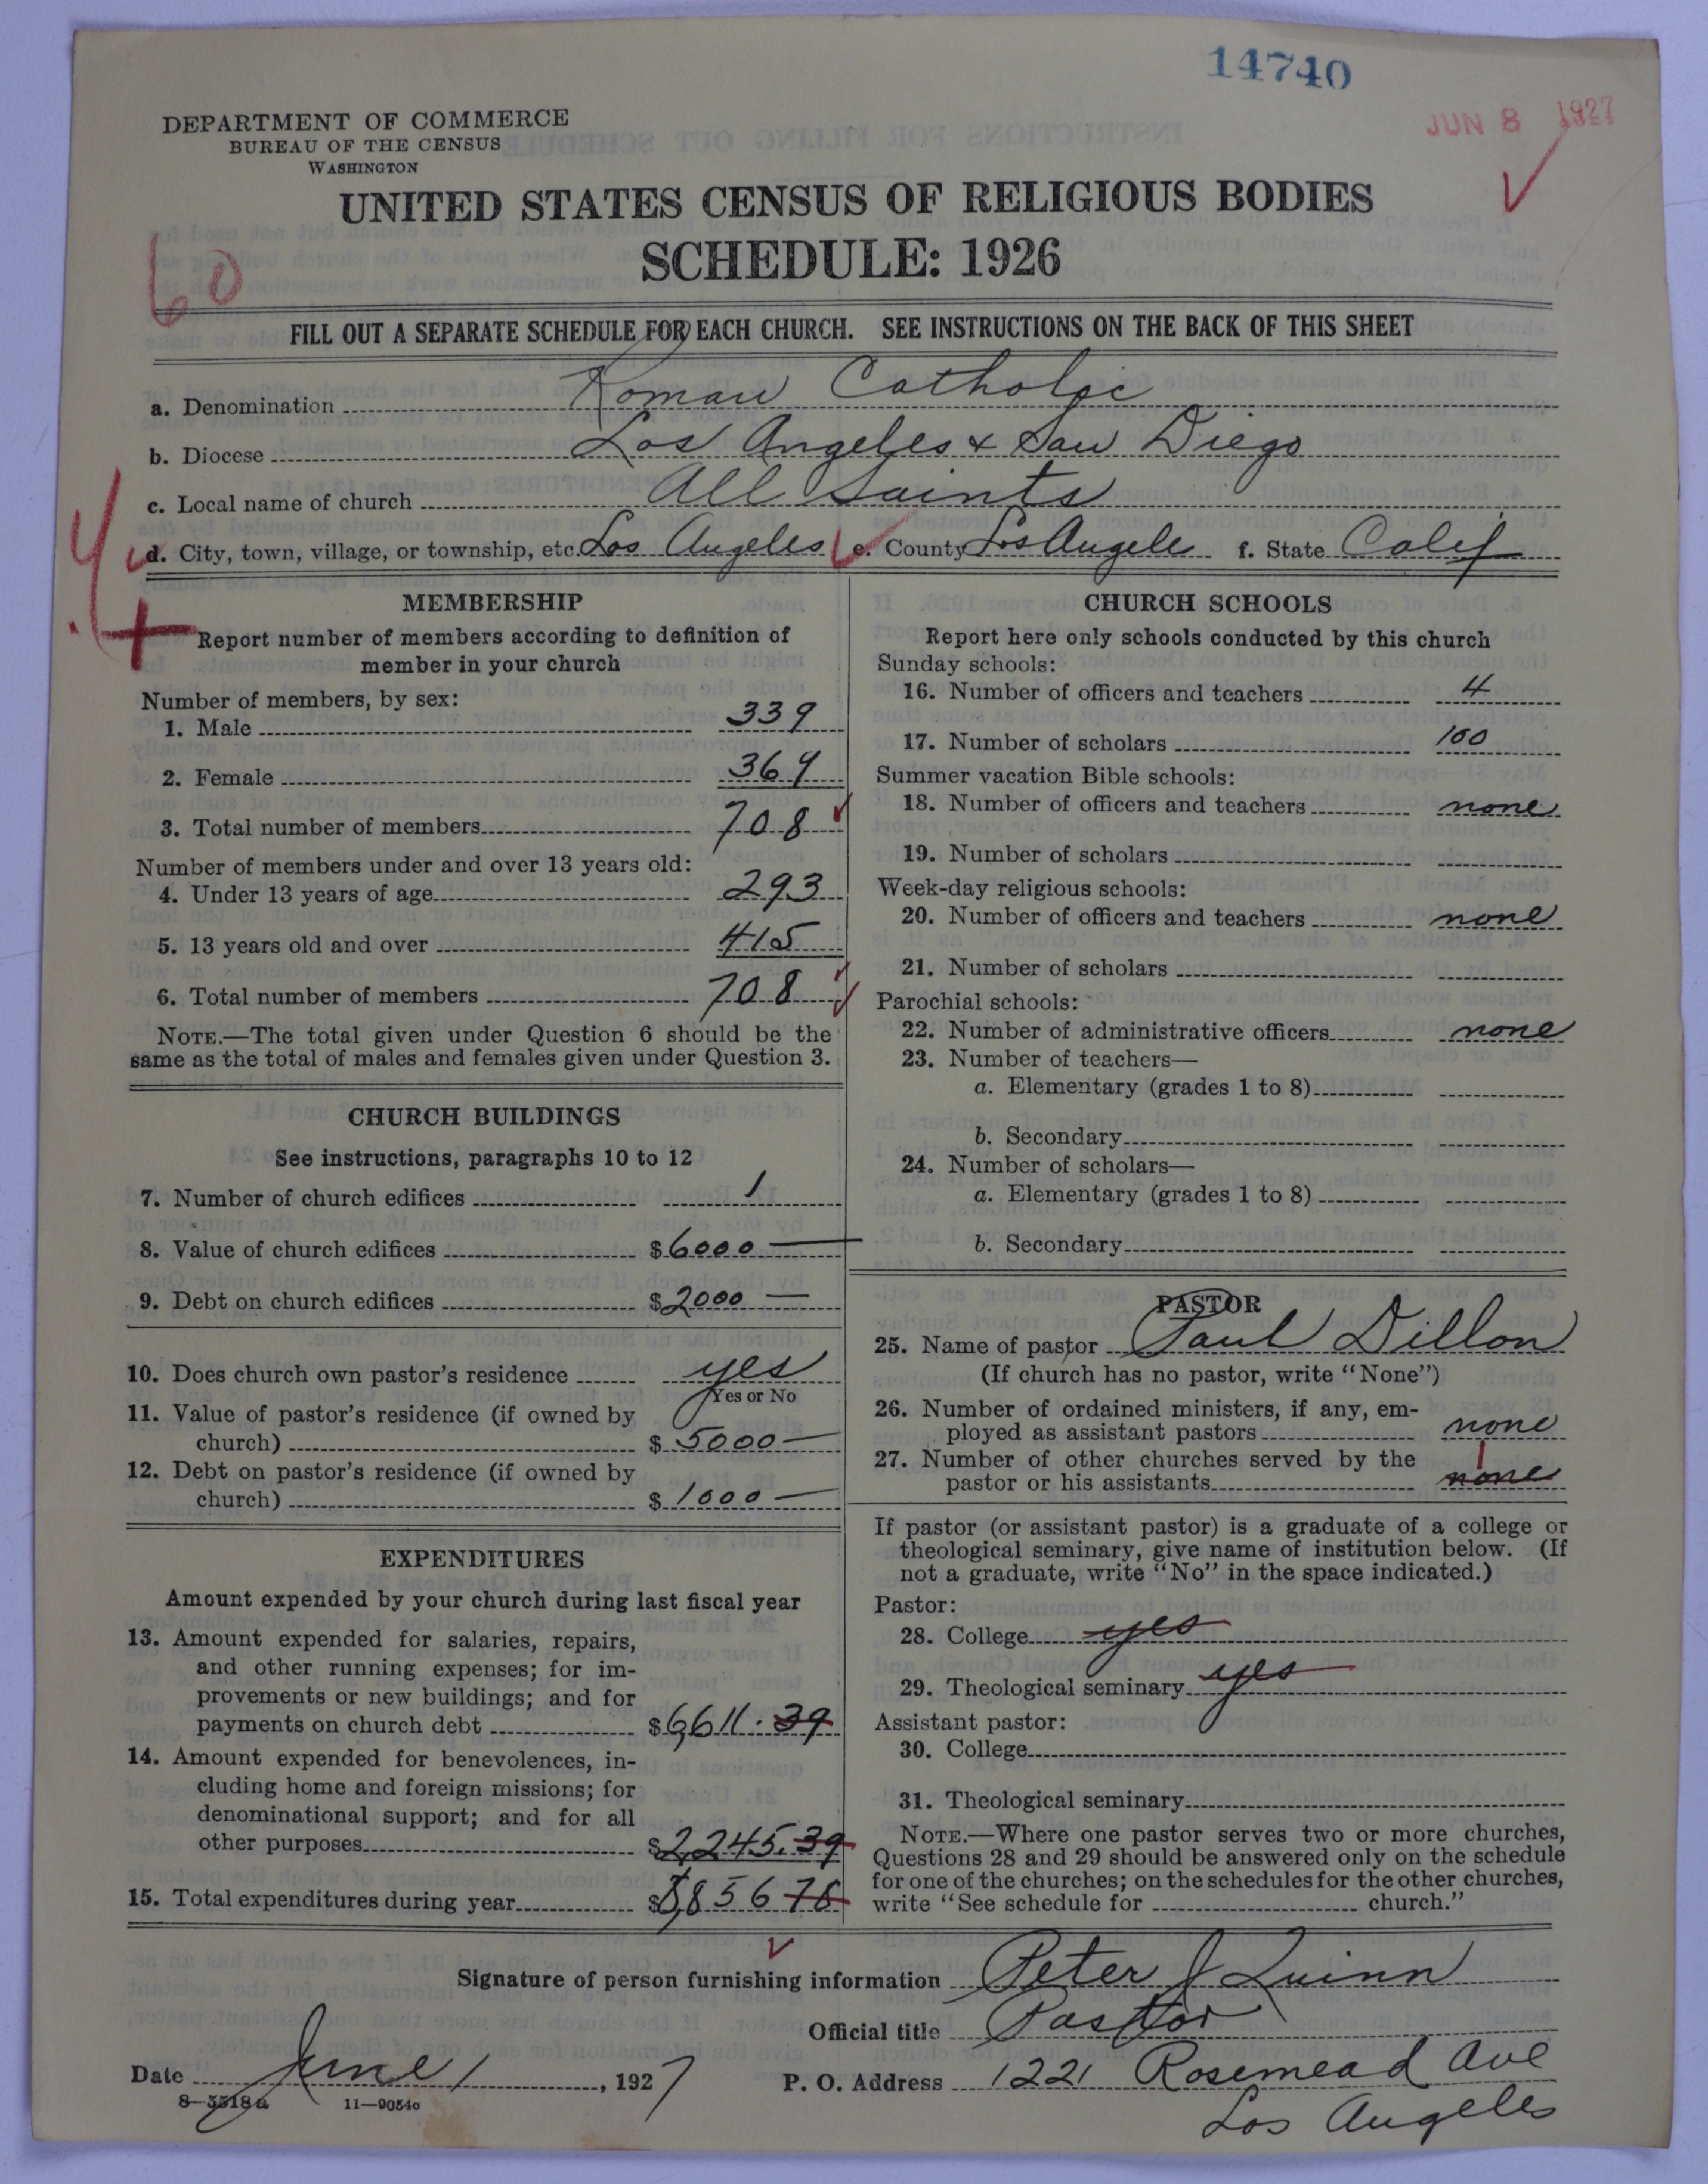 14740
JUN 8 1927
DEPARTMENT OF COMMERCE
BUREAU OF THE CENSUS
WASHINGTON
UNITED STATES CENSUS OF RELIGIOUS BODIES
SCHEDULE: 1926
60
FILL OUT A SEPARATE SCHEDULE FOR EACH CHURCH. SEE INSTRUCTIONS ON THE BACK OF THIS SHEET
a. Denomination Roman Catholic
b. Diocese Los Angeles & San Diego
c. Local name of church All Saints
d. City, town, village, or township, etc. Los Angeles e. County Los Angele f. State Calif
MEMBERSHIP
Report number of members according to definition of
member in your church
Number of members, by sex:
1. Male 339
2. Female 369
3. Total number of members 708
Number of members under and over 13 years old:
4. Under 13 years of age 293
5. 13 years old and over 415
6. Total number of members 708
NOTE.—The total given under Question 6 should be the
same as the total of males and females given under Question 3.
CHURCH BUILDINGS
See instructions, paragraphs 10 to 12
7. Number of church edifices 1
8. Value of church edifices $6000
9. Debt on church edifices $2000
10. Does church own pastor's residence yes
Yes or No
11. Value of pastor's residence (if owned by
church) $5000
12. Debt on pastor's residence (if owned by
church) $1000
EXPENDITURES
Amount expended by your church during last fiscal year
13. Amount expended for salaries, repairs,
and other running expenses; for im-
provements or new buildings; and for
payments on church debt $6,611.39
14. Amount expended for benevolences, in-
cluding home and foreign missions; for
denominational support; and for all
other purposes $2,245.39
15. Total expenditures during year $8,856 78
CHURCH SCHOOLS
Report here only schools conducted by this church
Sunday schools:
16. Number of officers and teachers 4
17. Number of scholars 100
Summer vacation Bible schools:
18. Number of officers and teachers none
19. Number of scholars
Week-day religious schools:
20. Number of officers and teachers none
21. Number of scholars
Parochial schools:
22. Number of administrative officers none
23. Number of teachers—
a. Elementary (grades 1 to 8)
b. Secondary
24. Number of scholars—
a. Elementary (grades 1 to 8)
b. Secondary
PASTOR
25. Name of pastor Paul Dillon
(If church has no pastor, write "None")
26. Number of ordained ministers, if any, em-
ployed as assistant pastors none
27. Number of other churches served by the 1
pastor or his assistants none
If pastor (or assistant pastor) is a graduate of a college or
theological seminary, give name of institution below. (If
not a graduate, write "No" in the space indicated.)
Pastor:
28. College yes
29. Theological seminary yes
Assistant pastor:
30. College
31. Theological seminary
NOTE.—Where one pastor serves two or more churches,
Questions 28 and 29 should be answered only on the schedule
for one of the churches; on the schedules for the other churches,
write "See schedule for church."
Signature of person furnishing information Peter J Quinn
Official title Pastor
Date June 1, 1927 P. O. Address 1221 Rosemead Ave
Los Angeles
8-5518a 11—9054a